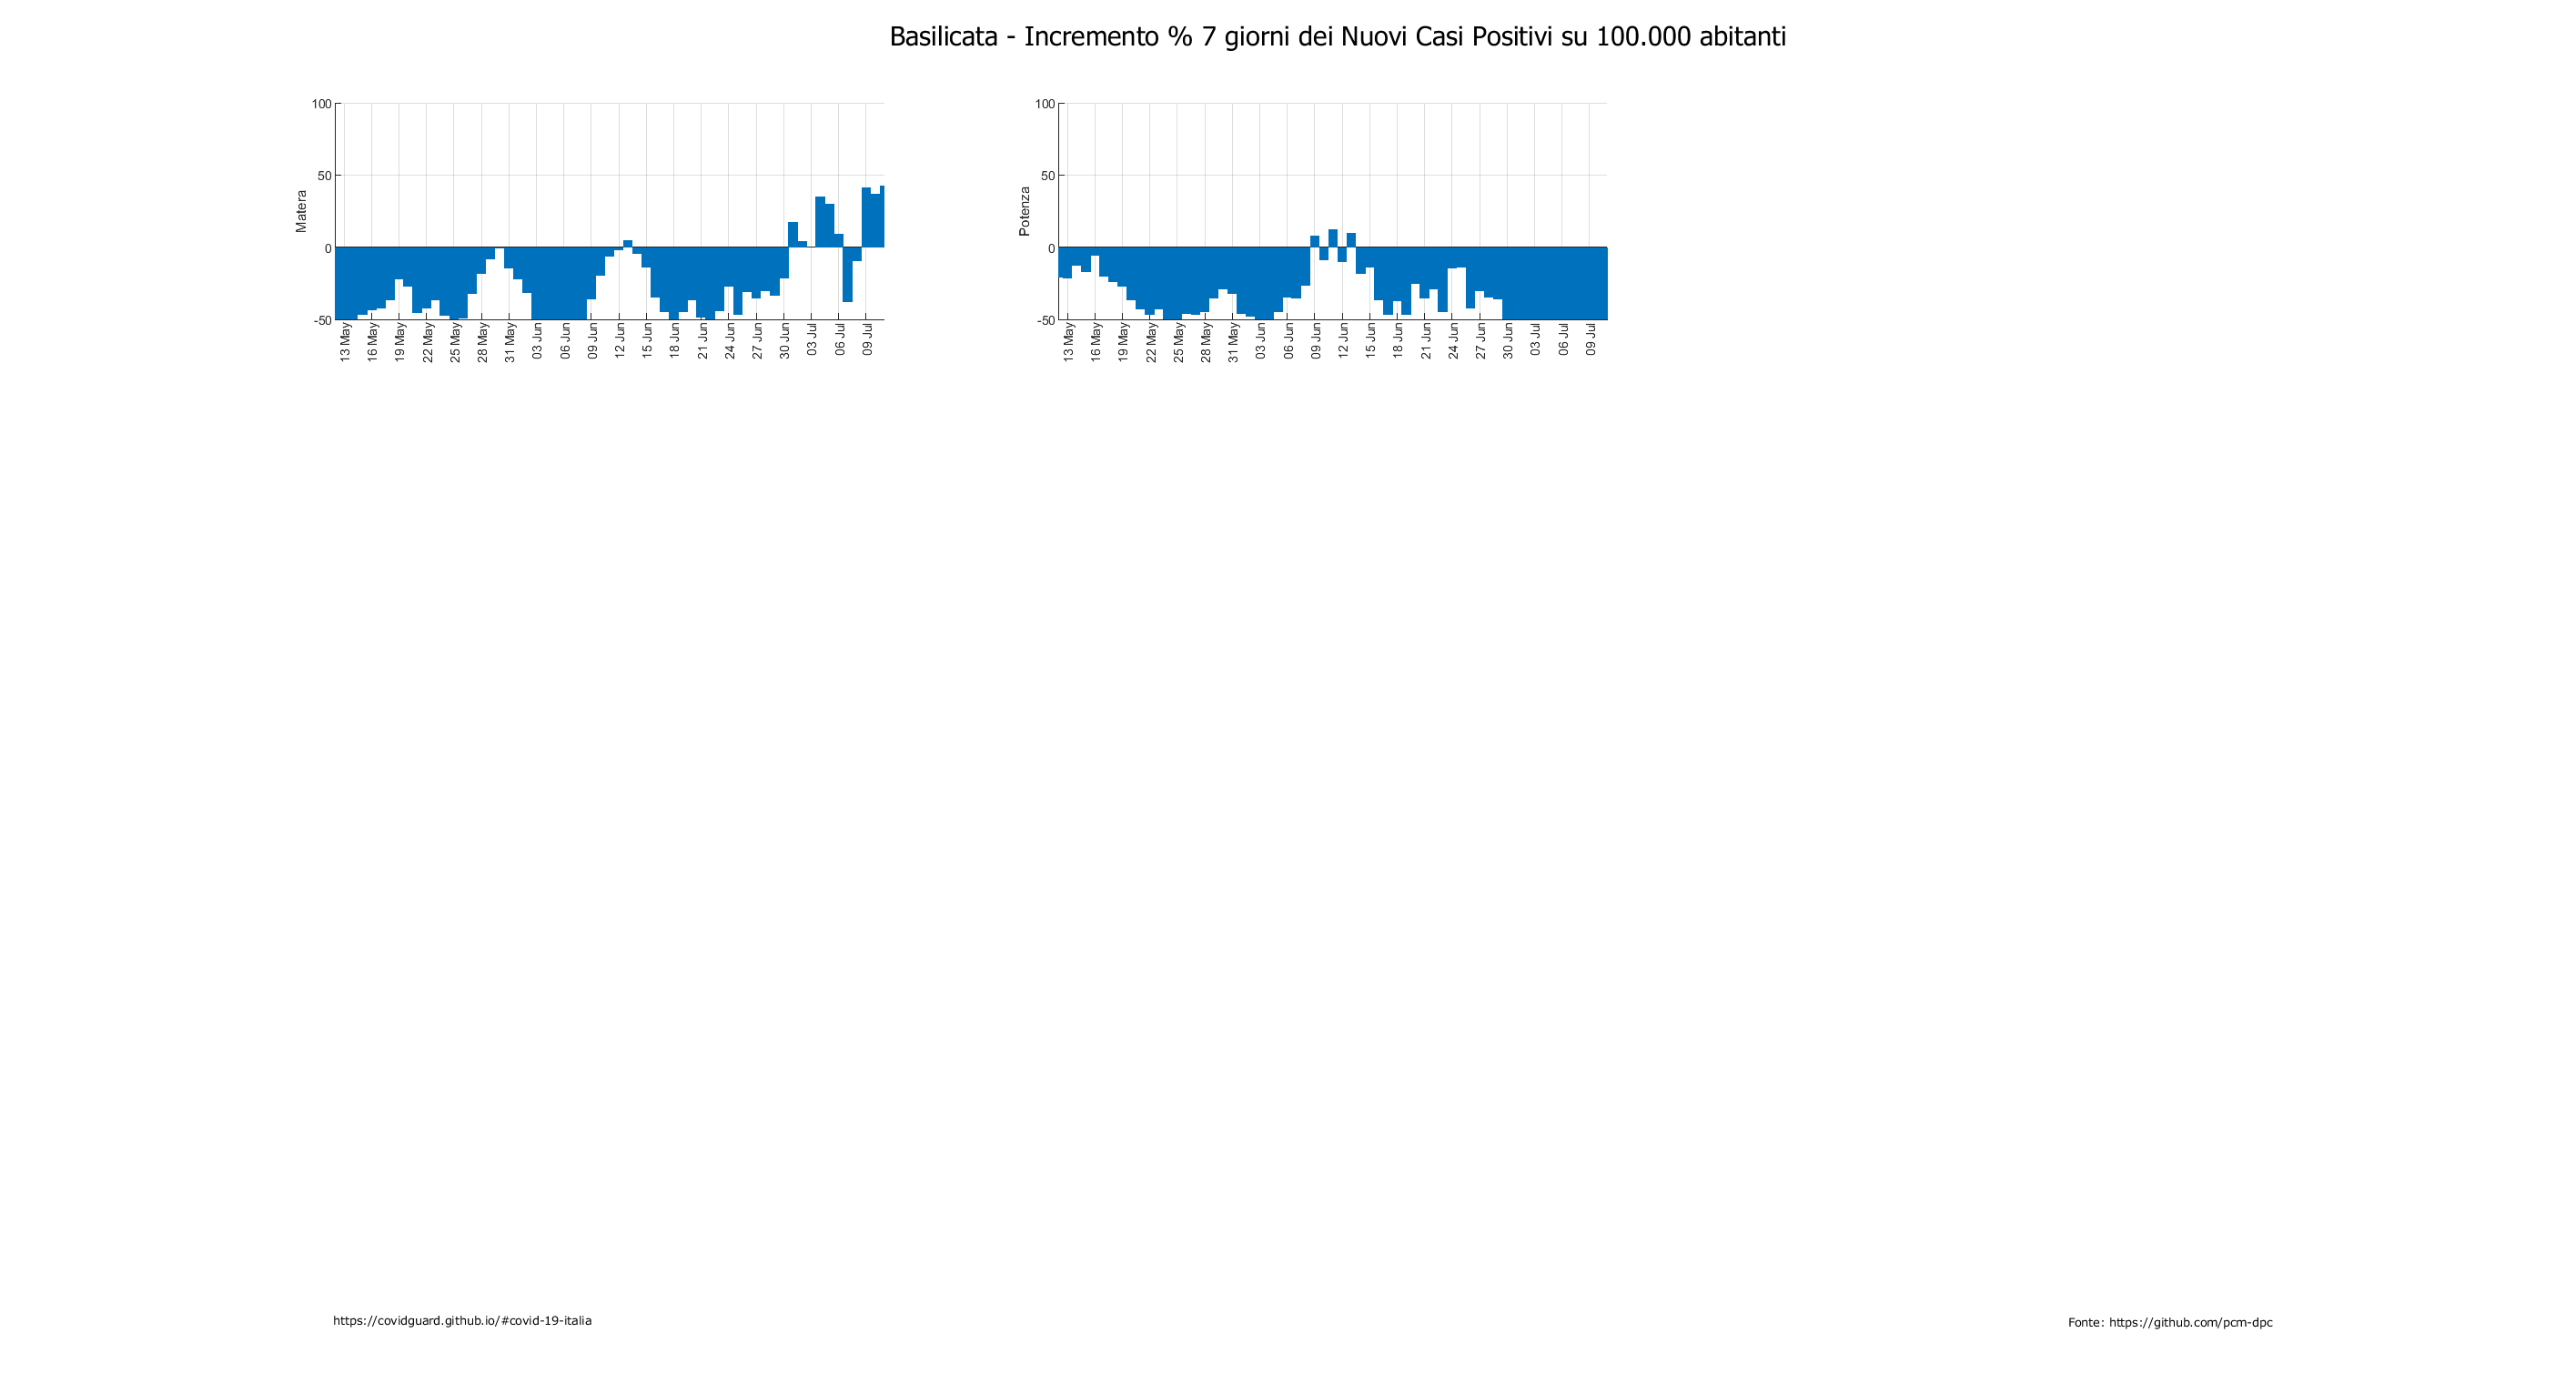 Basilicata - Incremento % 7 giorni dei Nuovi Casi Positivi su 100.000 abitanti
Matera
100
50
0
-50
13 May
16 May
19 May
22 May
25 May
28 May
31 May
03 Jun
06 Jun
09 Jun
12 Jun
15 Jun
18 Jun
21 Jun
24 Jun
27 Jun
30 Jun
03 Jul
06 Jul
09 Jul
Potenza
100
50
0
-50
13 May
16 May
19 May
22 May
25 May
28 May
31 May
03 Jun
06 Jun
09 Jun
12 Jun
15 Jun
18 Jun
21 Jun
24 Jun
27 Jun
30 Jun
03 Jul
06 Jul
09 Jul
https://covidguard.github.io/#covid-19-italia
Fonte: https://github.com/pcm-dpc